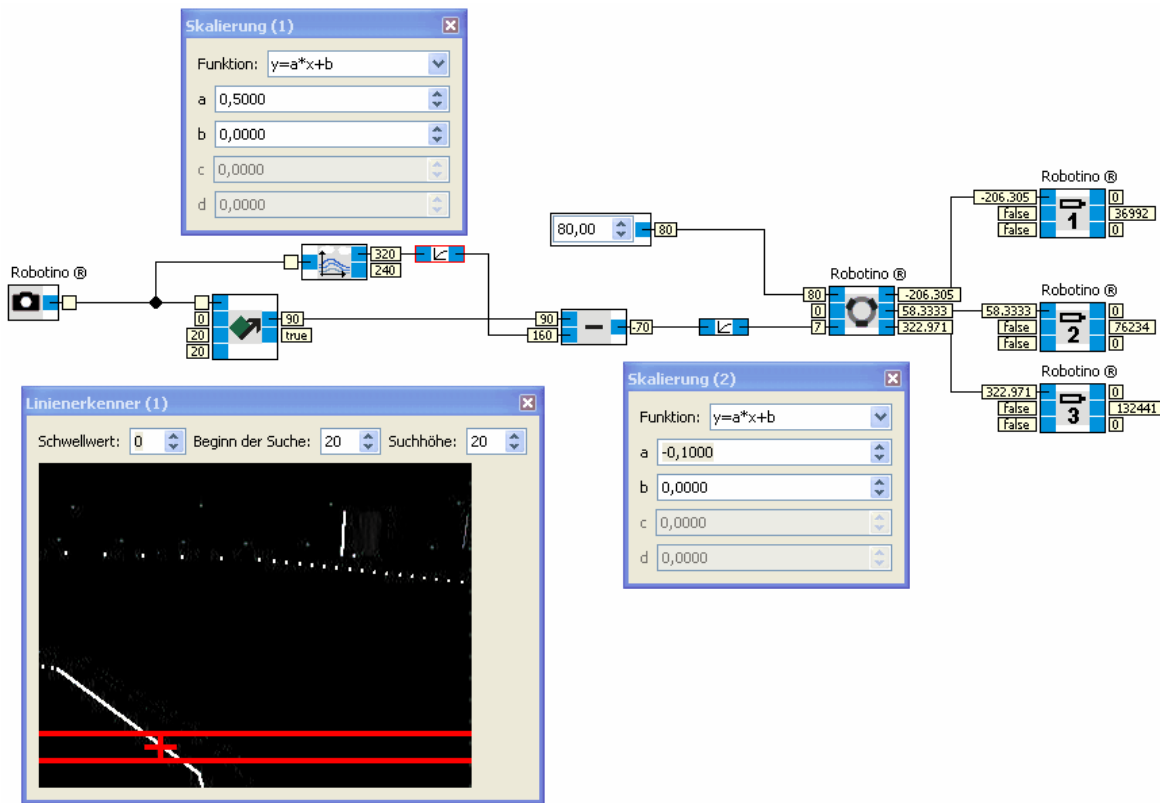 Skalierung (1)
Funktion: y=a*x+b
a 0,5000
b 0,0000
c 0,0000
d 0,0000
Robotino ®
320
240
0
20
20
90
true
80,00
80
90
160
-70
Robotino ®
80
0
7
-206.305
58.3333
322.971
Robotino ®
-206.305
False
False
1
0
36992
0
Robotino ®
58.3333
False
False
2
0
76234
0
Robotino ®
322.971
False
False
3
0
132441
0
Linienerkenner (1)
Schwellwert: 0 Beginn der Suche: 20 Suchhöhe: 20
Skalierung (2)
Funktion: y=a*x+b
a -0,1000
b 0,0000
c 0,0000
d 0,0000